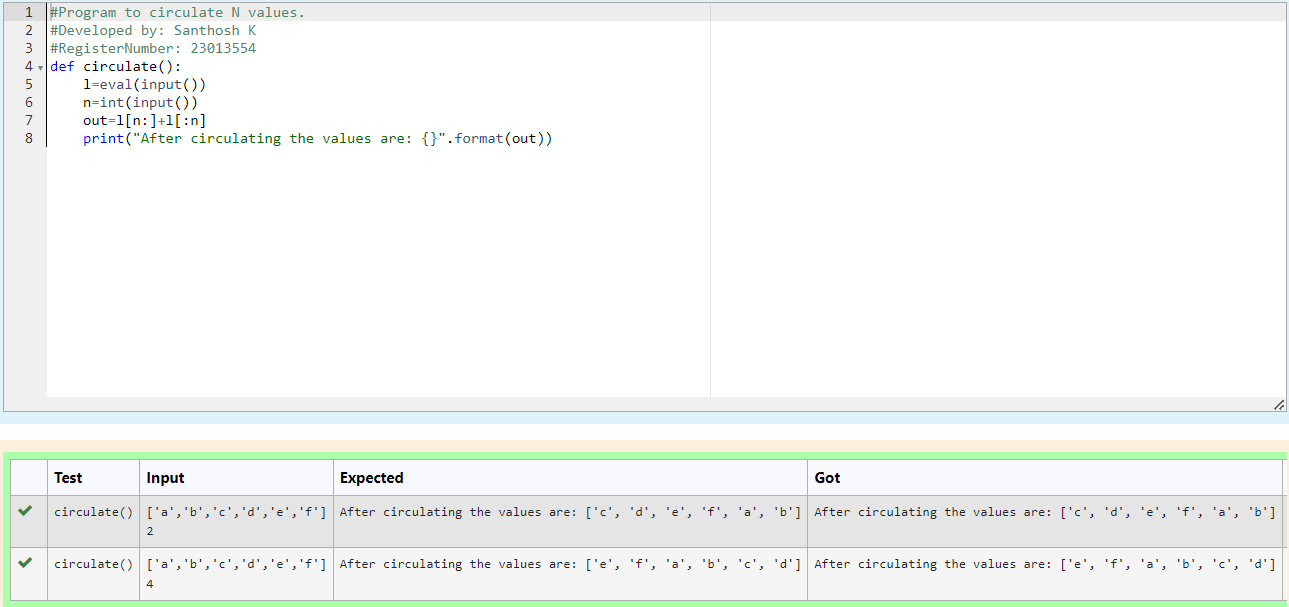 1 #Program to circulate N values.
2 #Developed by: Santhosh K
3 #RegisterNumber: 23013554
4 def circulate():
5     l=eval(input())
6     n=int(input())
7     out=l[n:]+l[:n]
8     print("After circulating the values are: {}".format(out))
Test Input Expected Got
circulate() ['a','b','c','d','e','f'] After circulating the values are: ['c', 'd', 'e', 'f', 'a', 'b'] After circulating the values are: ['c', 'd', 'e', 'f', 'a', 'b']
2
circulate() ['a','b','c','d','e','f'] After circulating the values are: ['e', 'f', 'a', 'b', 'c', 'd'] After circulating the values are: ['e', 'f', 'a', 'b', 'c', 'd']
4